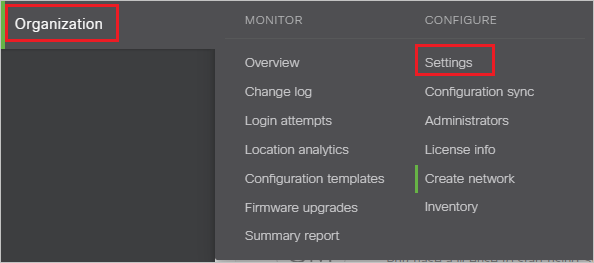 Organization
MONITOR
Overview
Change log
Login attempts
Location analytics
Configuration templates
Firmware upgrades
Summary report
CONFIGURE
Settings
Configuration sync
Administrators
License info
Create network
Inventory